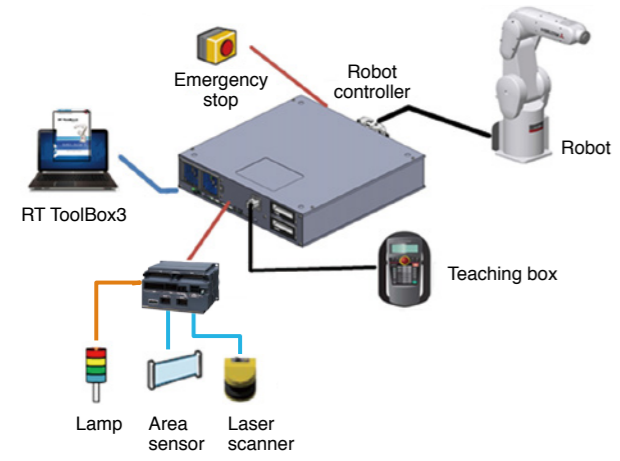 Emergency
stop
Robot
controller
Robot
RT ToolBox3
Teaching box
Lamp
Area
sensor
Laser
scanner